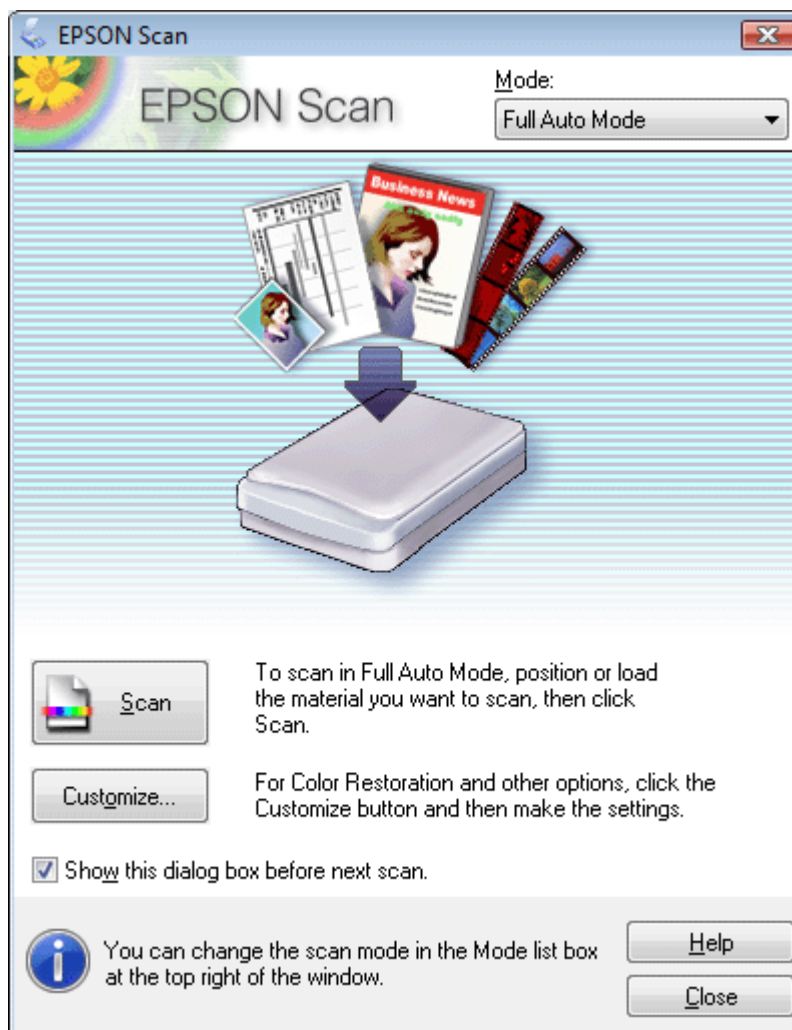 EPSON Scan
EPSON Scan
Mode:
Full Auto Mode
Business News
Scan
To scan in Full Auto Mode, position or load
the material you want to scan, then click
Scan.
Customize...
For Color Restoration and other options, click the
Customize button and then make the settings.
Show this dialog box before next scan.
You can change the scan mode in the Mode list box
at the top right of the window.
Help
Close